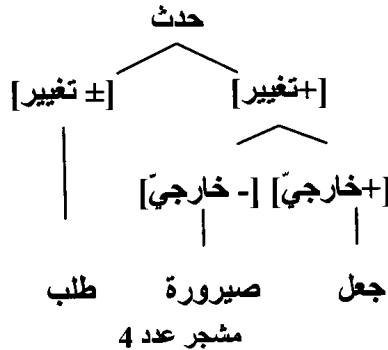 حدث
[+تغيير] [± تغيير]
[+خارجيّ] [- خارجيّ]
جعل صيرورة طلب
مشجر عدد 4